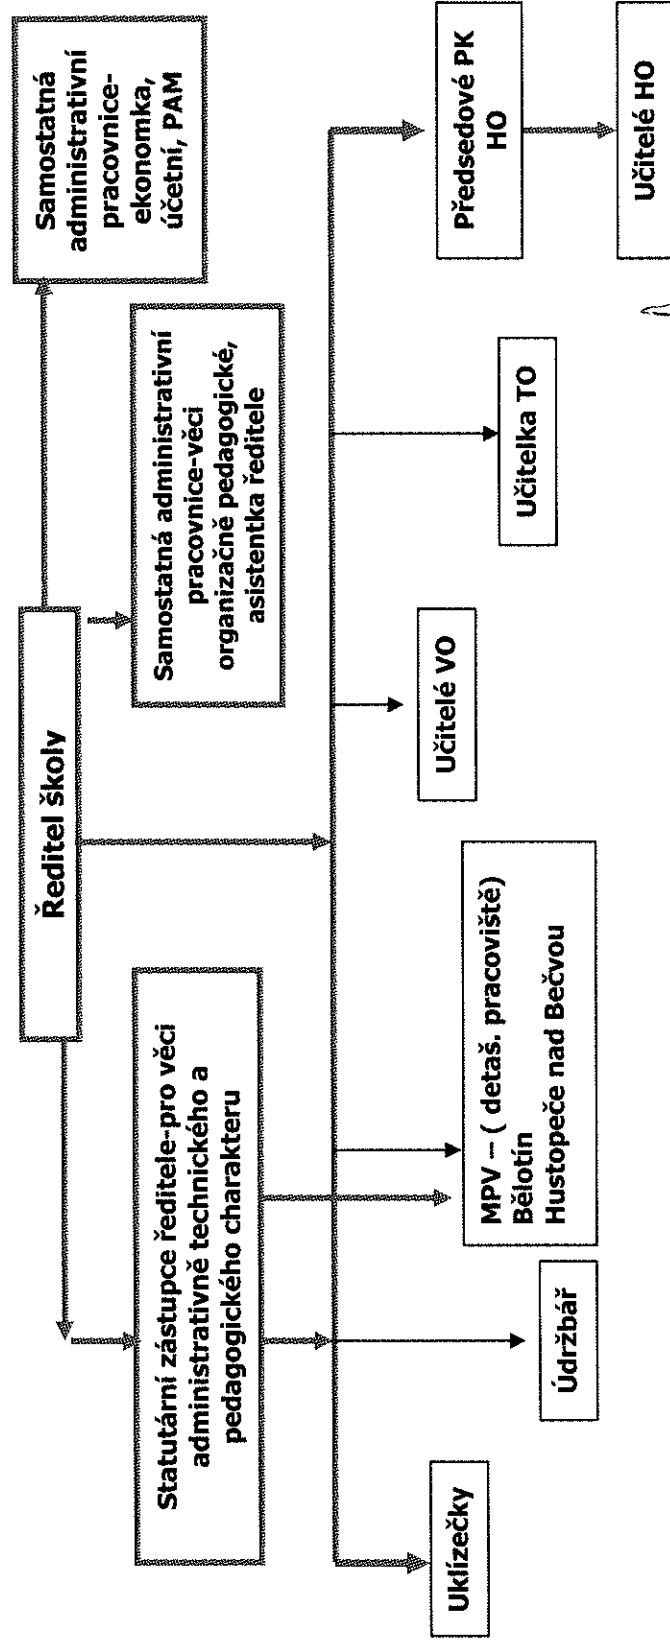 Ředitel školy
Samostatná
administrativní
pracovnice-
ekonomka,
účetní, PAM
Statutární zástupce ředitele-pro věci
administrativně technického a
pedagogického charakteru
Samostatná administrativní
pracovnice-věci
organizačně pedagogické,
asistentka ředitele
Uklízečky
Údržbář
MPV – ( detaš. pracoviště)
Bělotín
Hustopeče nad Bečvou
Učitelé VO
Učitelka TO
Předsedové PK
HO
Učitelé HO